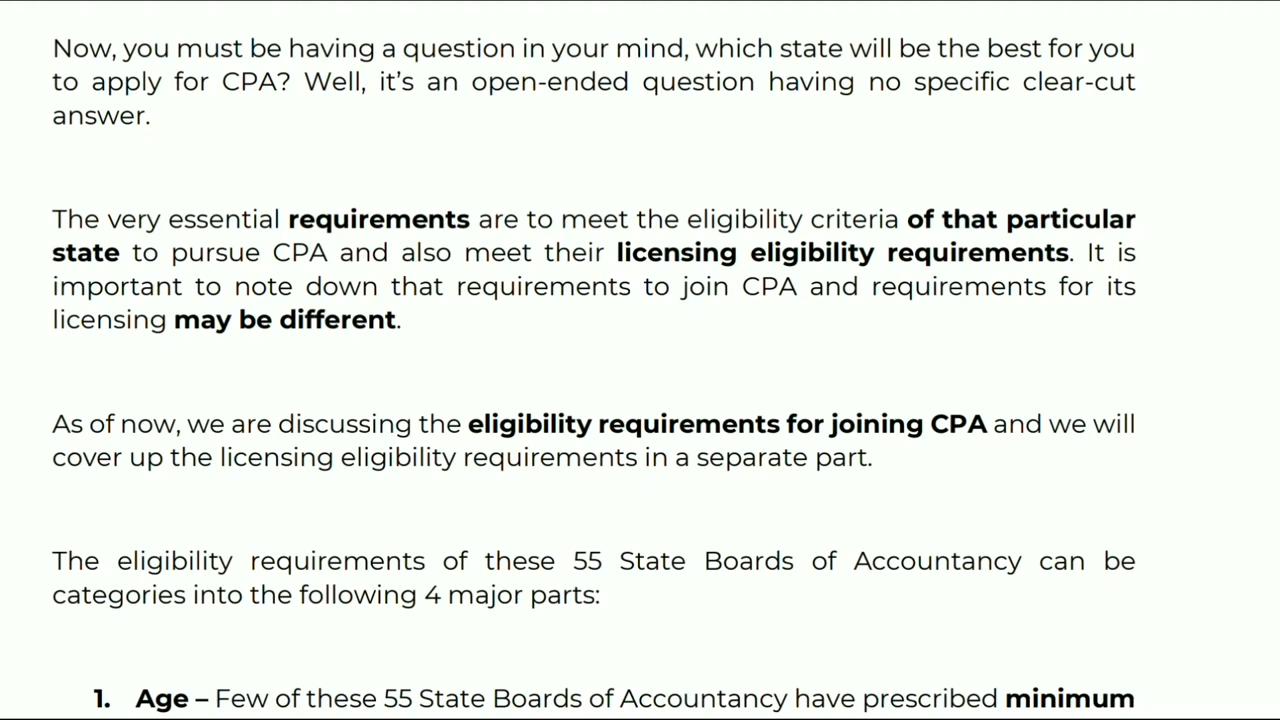 Now, you must be having a question in your mind, which state will be the best for you
to apply for CPA? Well, it’s an open-ended question having no specific clear-cut
answer.
The very essential requirements are to meet the eligibility criteria of that particular
state to pursue CPA and also meet their licensing eligibility requirements. It is
important to note down that requirements to join CPA and requirements for its
licensing may be different.
As of now, we are discussing the eligibility requirements for joining CPA and we will
cover up the licensing eligibility requirements in a separate part.
The eligibility requirements of these 55 State Boards of Accountancy can be
categories into the following 4 major parts:
1. Age – Few of these 55 State Boards of Accountancy have prescribed minimum